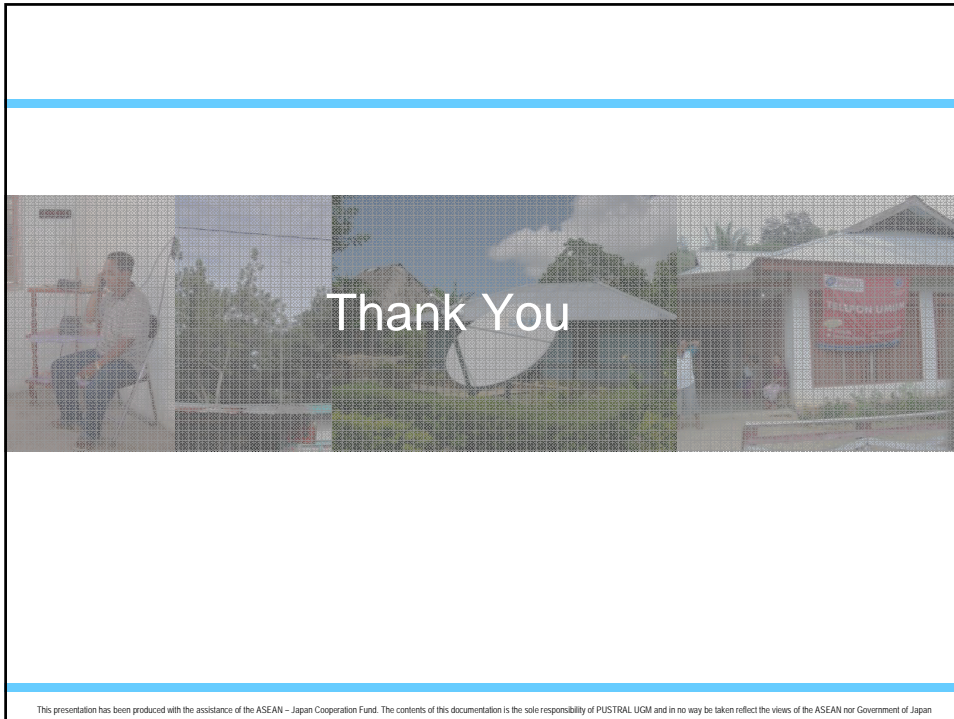 Thank You
TELEPON UMUM
This presentation has been produced with the assistance of the ASEAN – Japan Cooperation Fund. The contents of this documentation is the sole responsibility of PUSTRAL UGM and in no way be taken reflect the views of the ASEAN nor Government of Japan